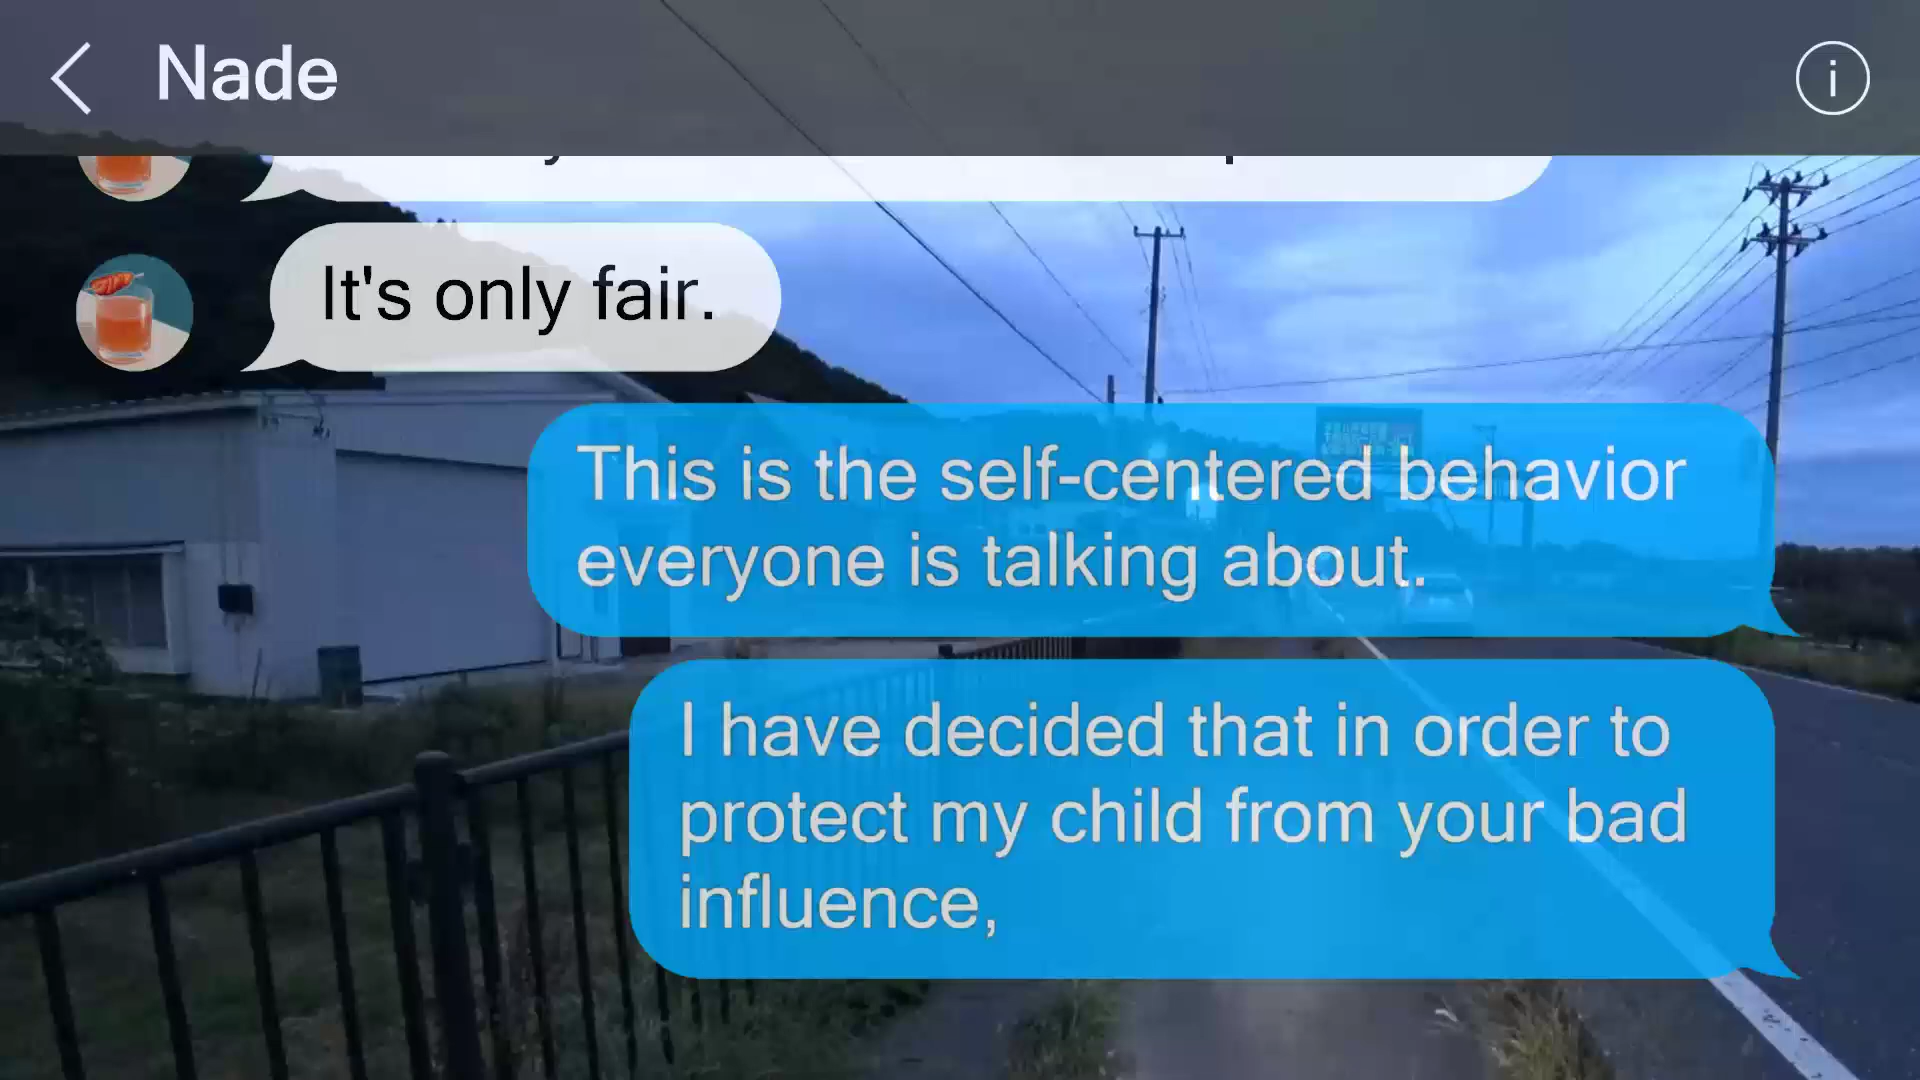 Nade
It's only fair.
This is the self-centered behavior
everyone is talking about.
I have decided that in order to
protect my child from your bad
influence,